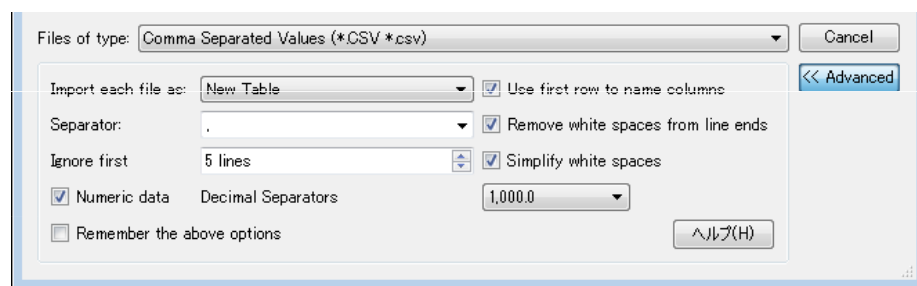 Files of type: Comma Separated Values (*.CSV *.csv) Cancel
<< Advanced
Import each file as: New Table Use first row to name columns
Separator: , Remove white spaces from line ends
Ignore first 5 lines Simplify white spaces
Numeric data Decimal Separators 1,000.0
Remember the above options ヘルプ(H)